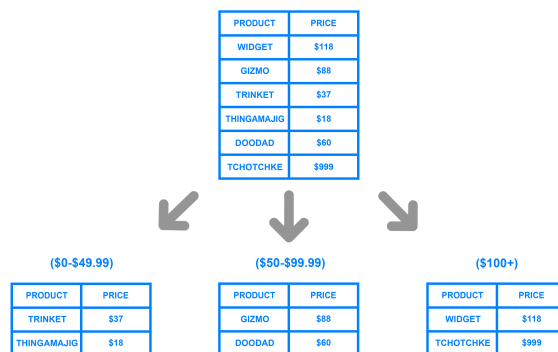 PRODUCT PRICE
WIDGET $118
GIZMO $88
TRINKET $37
THINGAMAJIG $18
DOODAD $60
TCHOTCHKE $999
($0-$49.99)
PRODUCT PRICE
TRINKET $37
THINGAMAJIG $18
($50-$99.99)
PRODUCT PRICE
GIZMO $88
DOODAD $60
($100+)
PRODUCT PRICE
WIDGET $118
TCHOTCHKE $999